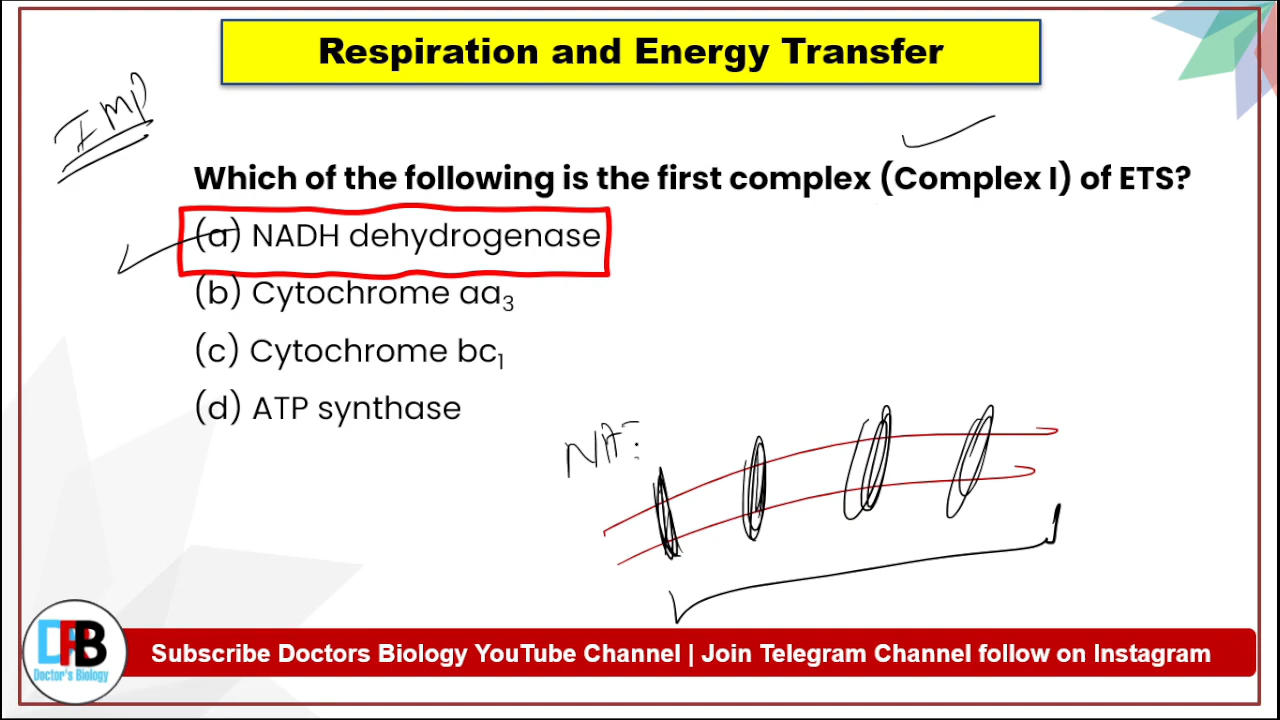 Respiration and Energy Transfer
IMP
Which of the following is the first complex (Complex I) of ETS?
(a) NADH dehydrogenase
(b) Cytochrome aa₃
(c) Cytochrome bc₁
(d) ATP synthase
DRB
Doctor's Biology
Subscribe Doctors Biology YouTube Channel | Join Telegram Channel follow on Instagram